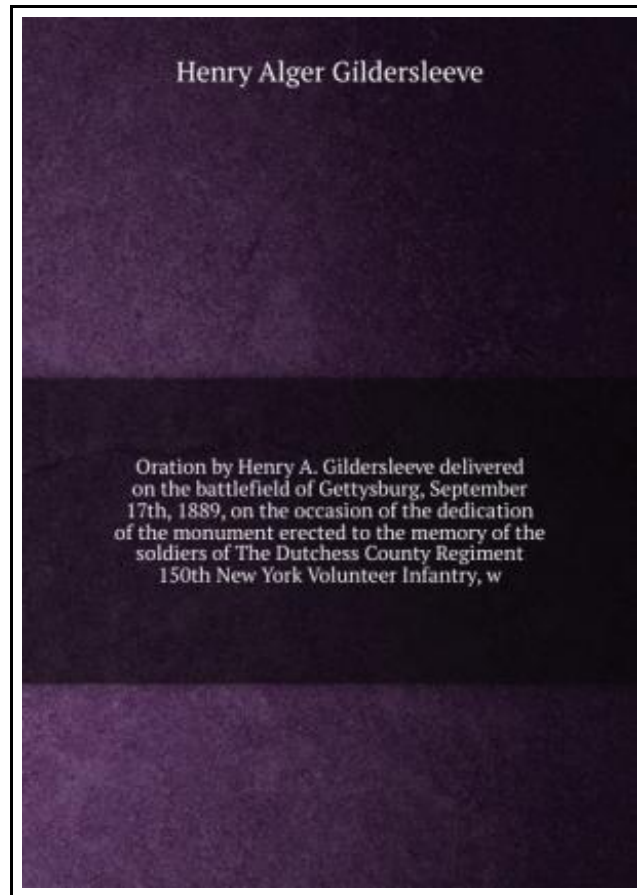 Henry Alger Gildersleeve
Oration by Henry A. Gildersleeve delivered
on the battlefield of Gettysburg, September
17th, 1889, on the occasion of the dedication
of the monument erected to the memory of the
soldiers of The Dutchess County Regiment
150th New York Volunteer Infantry, w